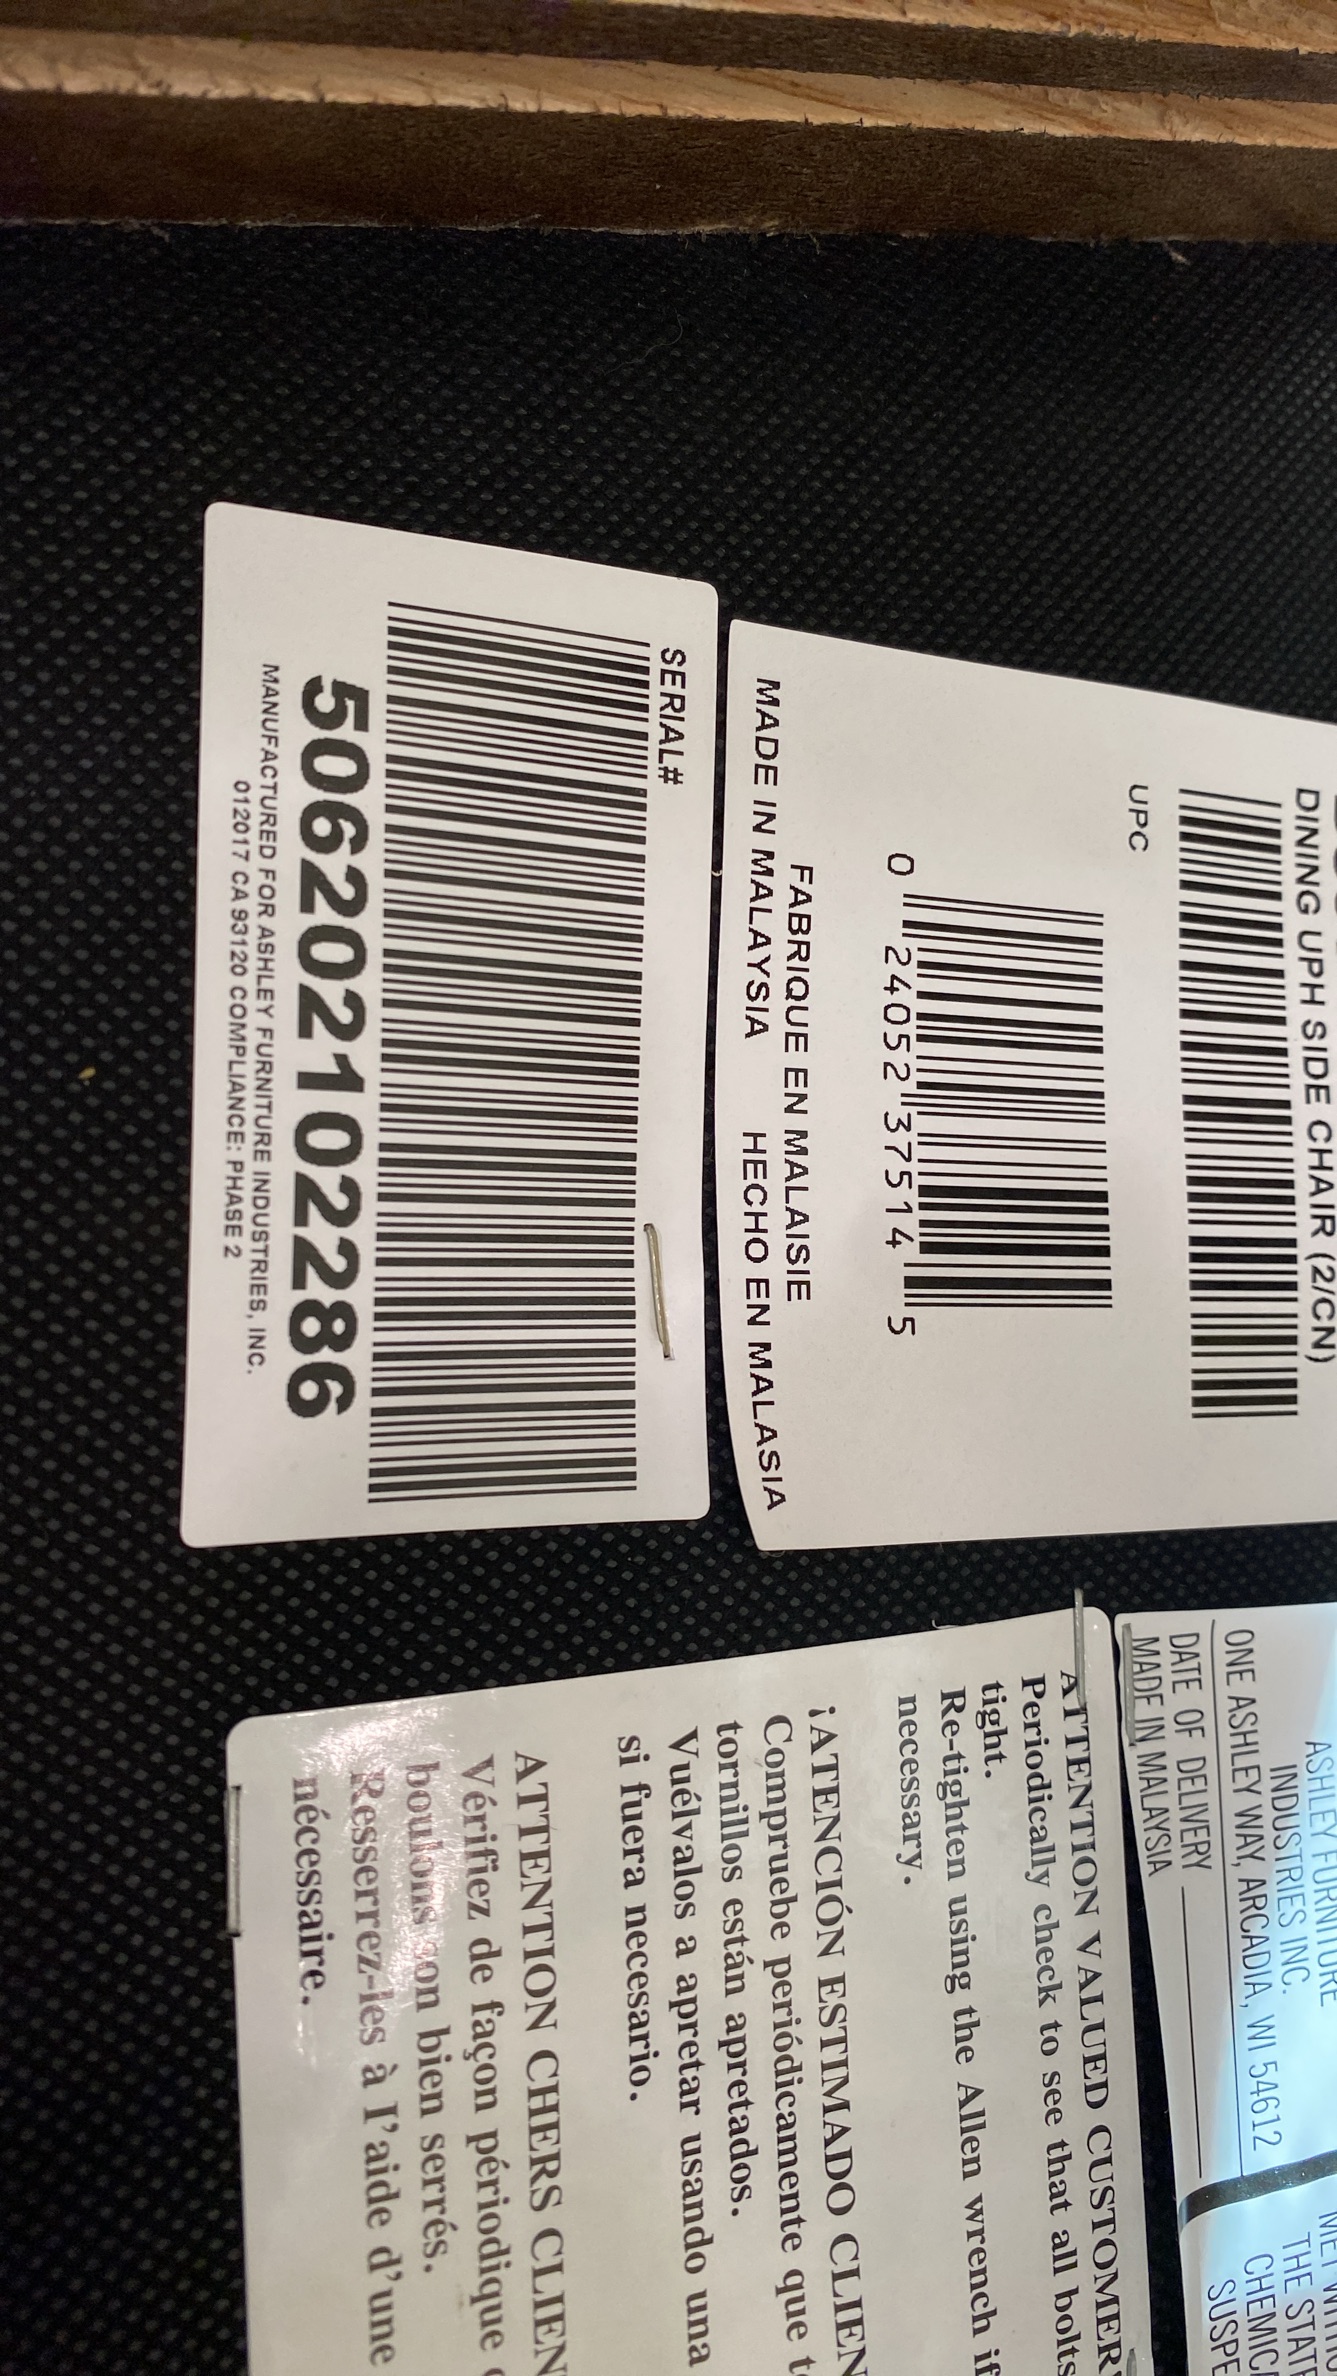 DINING UPH SIDE CHAIR (2/CN)
UPC
0 24052 37514 5
FABRIQUE EN MALAISIE
MADE IN MALAYSIA HECHO EN MALASIA
SERIAL#
506202102286
MANUFACTURED FOR ASHLEY FURNITURE INDUSTRIES, INC.
012017 CA 93120 COMPLIANCE: PHASE 2
ASHLEY FURNITURE
INDUSTRIES INC.
ONE ASHLEY WAY, ARCADIA, WI 54612
DATE OF DELIVERY
MADE IN MALAYSIA
THE
CHEMIC
SUSPE
ATTENTION VALUED CUSTOMER
Periodically check to see that all bolts
tight.
Re-tighten using the Allen wrench if
necessary.
¡ATENCIÓN ESTIMADO CLIEN
Compruebe periódicamente que t
tornillos están apretados.
Vuélvalos a apretar usando una
si fuera necesario.
ATTENTION CHERS CLIEN
Vérifiez de façon périodique
boulons son bien serrés.
Resserrez-les à l'aide d'une
nécessaire.